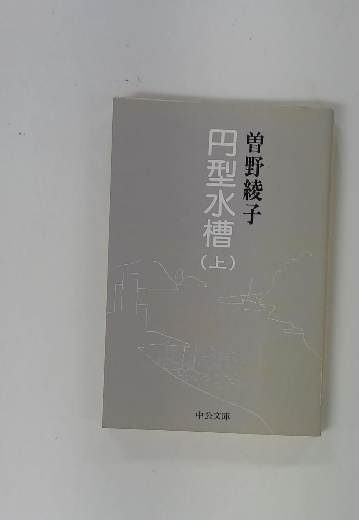 曽野綾子
円型水槽
(上)
中公文庫